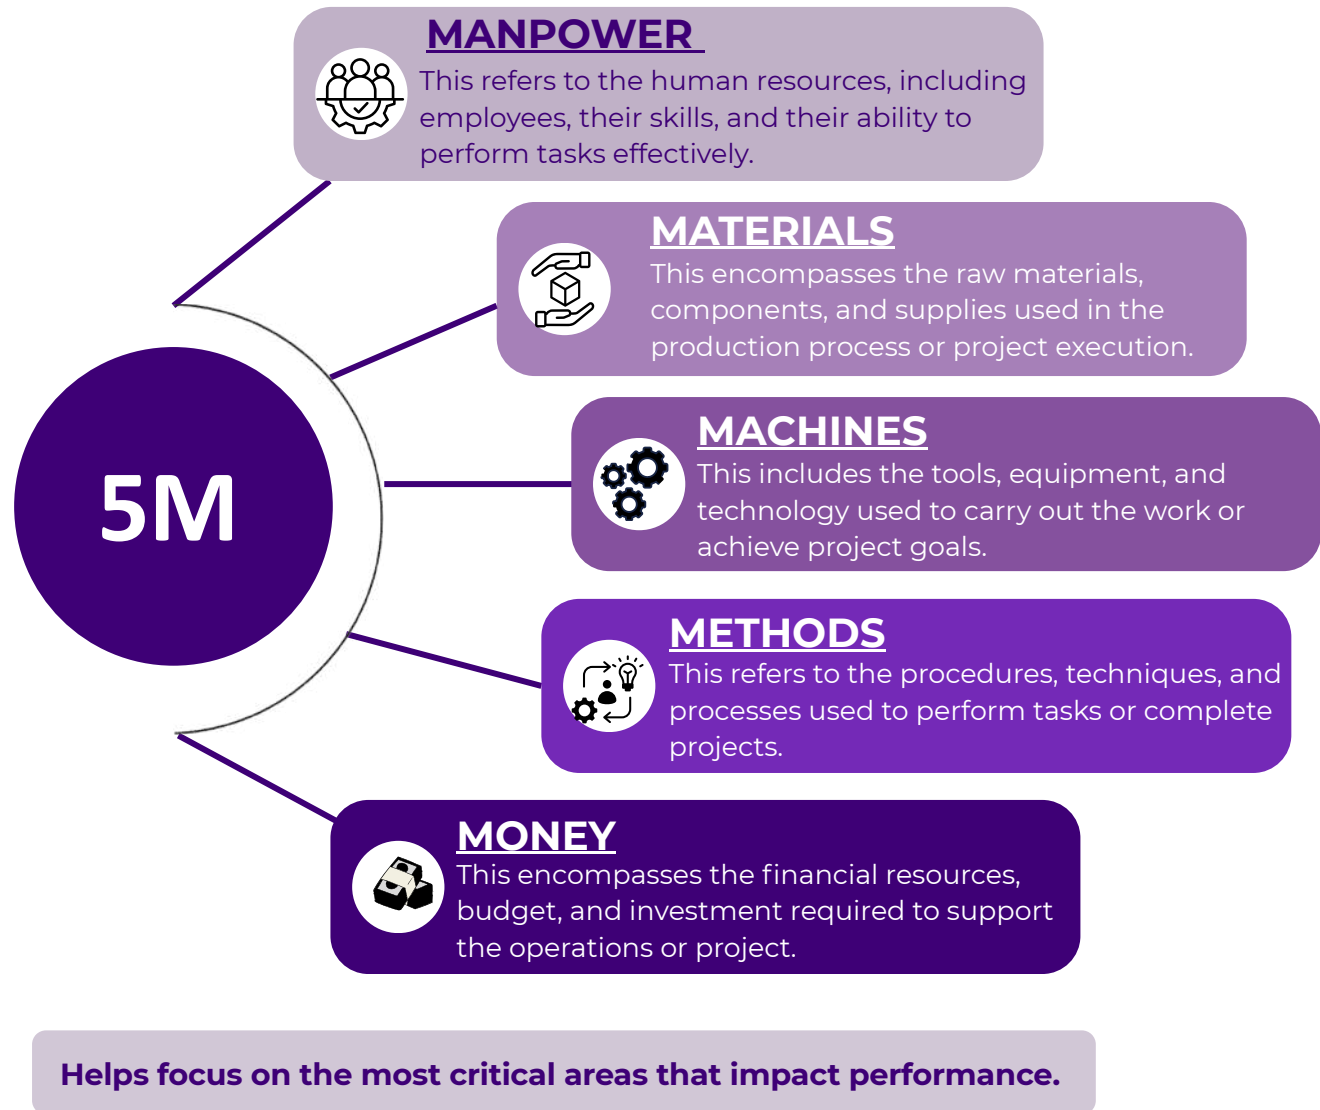 MANPOWER
This refers to the human resources, including
employees, their skills, and their ability to
perform tasks effectively.
MATERIALS
This encompasses the raw materials,
components, and supplies used in the
production process or project execution.
MACHINES
This includes the tools, equipment, and
technology used to carry out the work or
achieve project goals.
5M
METHODS
This refers to the procedures, techniques, and
processes used to perform tasks or complete
projects.
MONEY
This encompasses the financial resources,
budget, and investment required to support
the operations or project.
Helps focus on the most critical areas that impact performance.